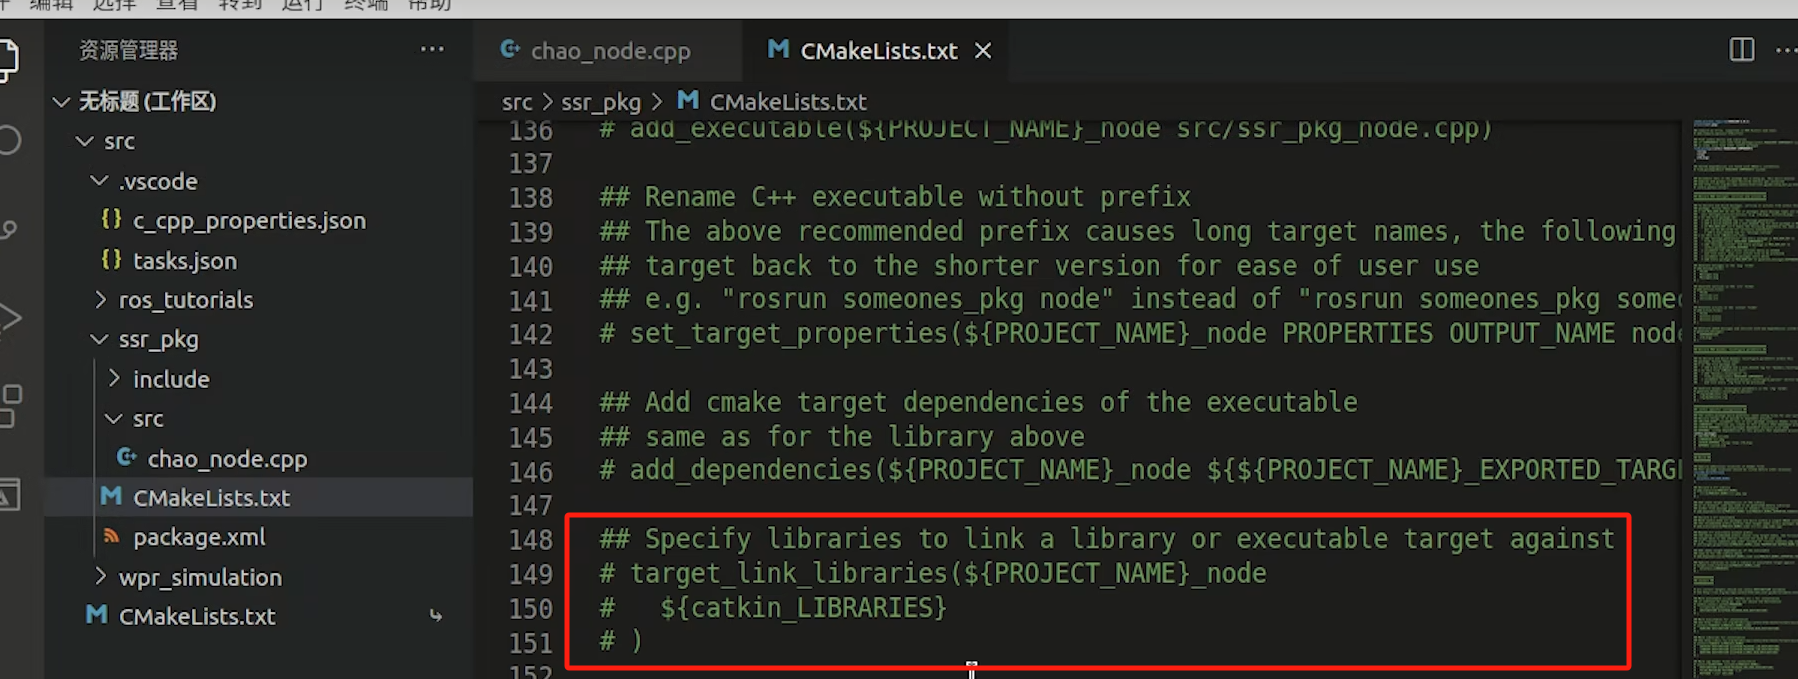 编辑 选择 查看 转到 运行 终端 帮助
资源管理器 ···
chao_node.cpp
CMakeLists.txt
无标题 (工作区)
src
.vscode
c_cpp_properties.json
tasks.json
ros_tutorials
ssr_pkg
include
src
chao_node.cpp
CMakeLists.txt
package.xml
wpr_simulation
CMakeLists.txt
src > ssr_pkg > CMakeLists.txt
136 # add_executable(${PROJECT_NAME}_node src/ssr_pkg_node.cpp)
137
138 ## Rename C++ executable without prefix
139 ## The above recommended prefix causes long target names, the following
140 ## target back to the shorter version for ease of user use
141 ## e.g. "rosrun someones_pkg node" instead of "rosrun someones_pkg some
142 # set_target_properties(${PROJECT_NAME}_node PROPERTIES OUTPUT_NAME nod
143
144 ## Add cmake target dependencies of the executable
145 ## same as for the library above
146 # add_dependencies(${PROJECT_NAME}_node ${${PROJECT_NAME}_EXPORTED_TARG
147
148 ## Specify libraries to link a library or executable target against
149 # target_link_libraries(${PROJECT_NAME}_node
150 #   ${catkin_LIBRARIES}
151 # )
152